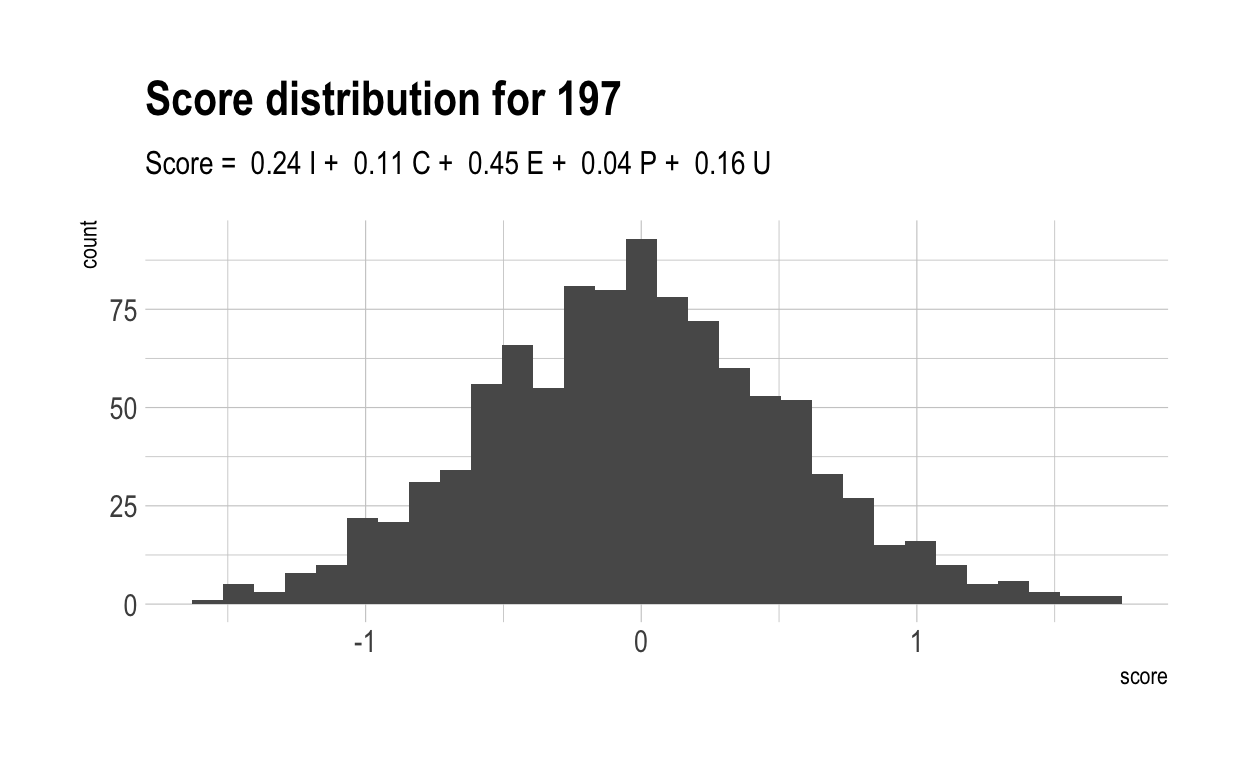 Score distribution for 197
Score = 0.24 I + 0.11 C + 0.45 E + 0.04 P + 0.16 U
count
75
50
25
0
-1 0 1
score